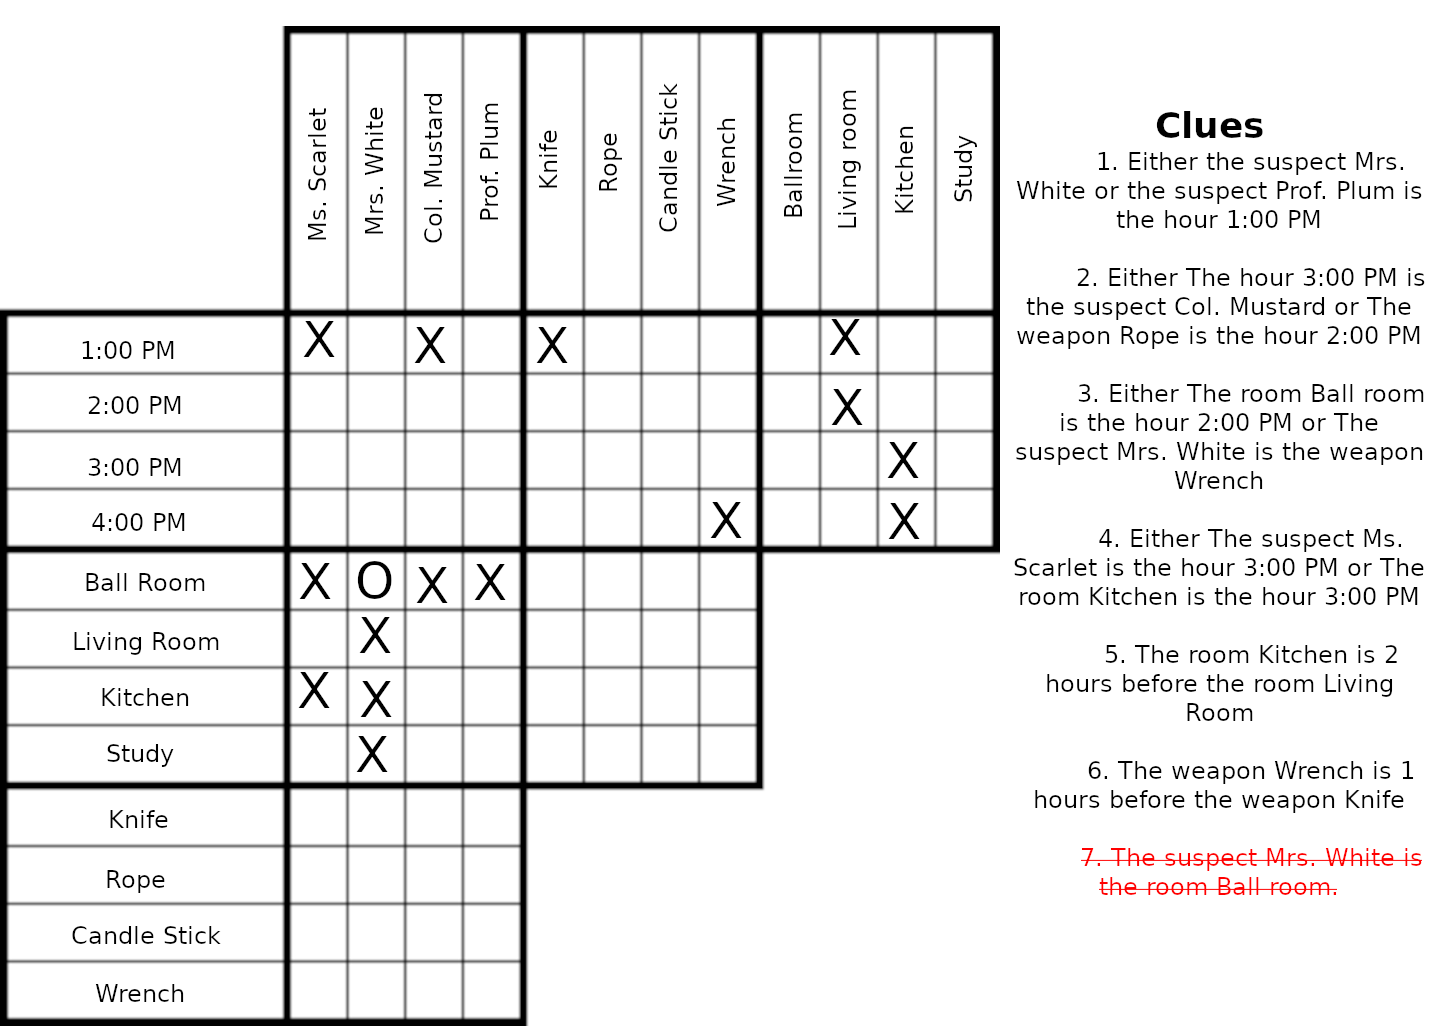 Ms. Scarlet
Mrs. White
Col. Mustard
Prof. Plum
Knife
Rope
Candle Stick
Wrench
Ballroom
Living room
Kitchen
Study
1:00 PM X X X X
2:00 PM X
3:00 PM X
4:00 PM X X
Ball Room X O X X
Living Room X
Kitchen X X
Study X
Knife
Rope
Candle Stick
Wrench
Clues
1. Either the suspect Mrs.
White or the suspect Prof. Plum is
the hour 1:00 PM
2. Either The hour 3:00 PM is
the suspect Col. Mustard or The
weapon Rope is the hour 2:00 PM
3. Either The room Ball room
is the hour 2:00 PM or The
suspect Mrs. White is the weapon
Wrench
4. Either The suspect Ms.
Scarlet is the hour 3:00 PM or The
room Kitchen is the hour 3:00 PM
5. The room Kitchen is 2
hours before the room Living
Room
6. The weapon Wrench is 1
hours before the weapon Knife
7. The suspect Mrs. White is
the room Ball room.